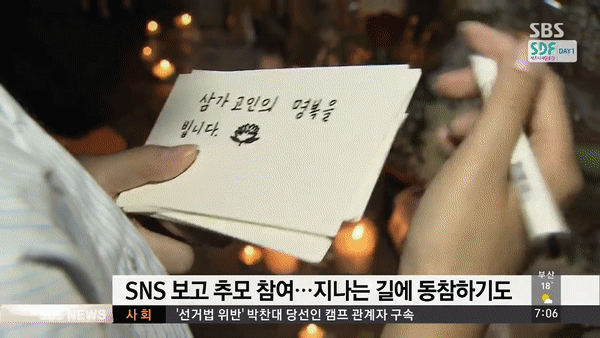 SBS
SDF DAY1
삼가 고인의 명복을
빕니다.
SNS 보고 추모 참여…지나는 길에 동참하기도
부산
18˚
NEWS
사 회
'선거법 위반' 박찬대 당선인 캠프 관계자 구속
7:06